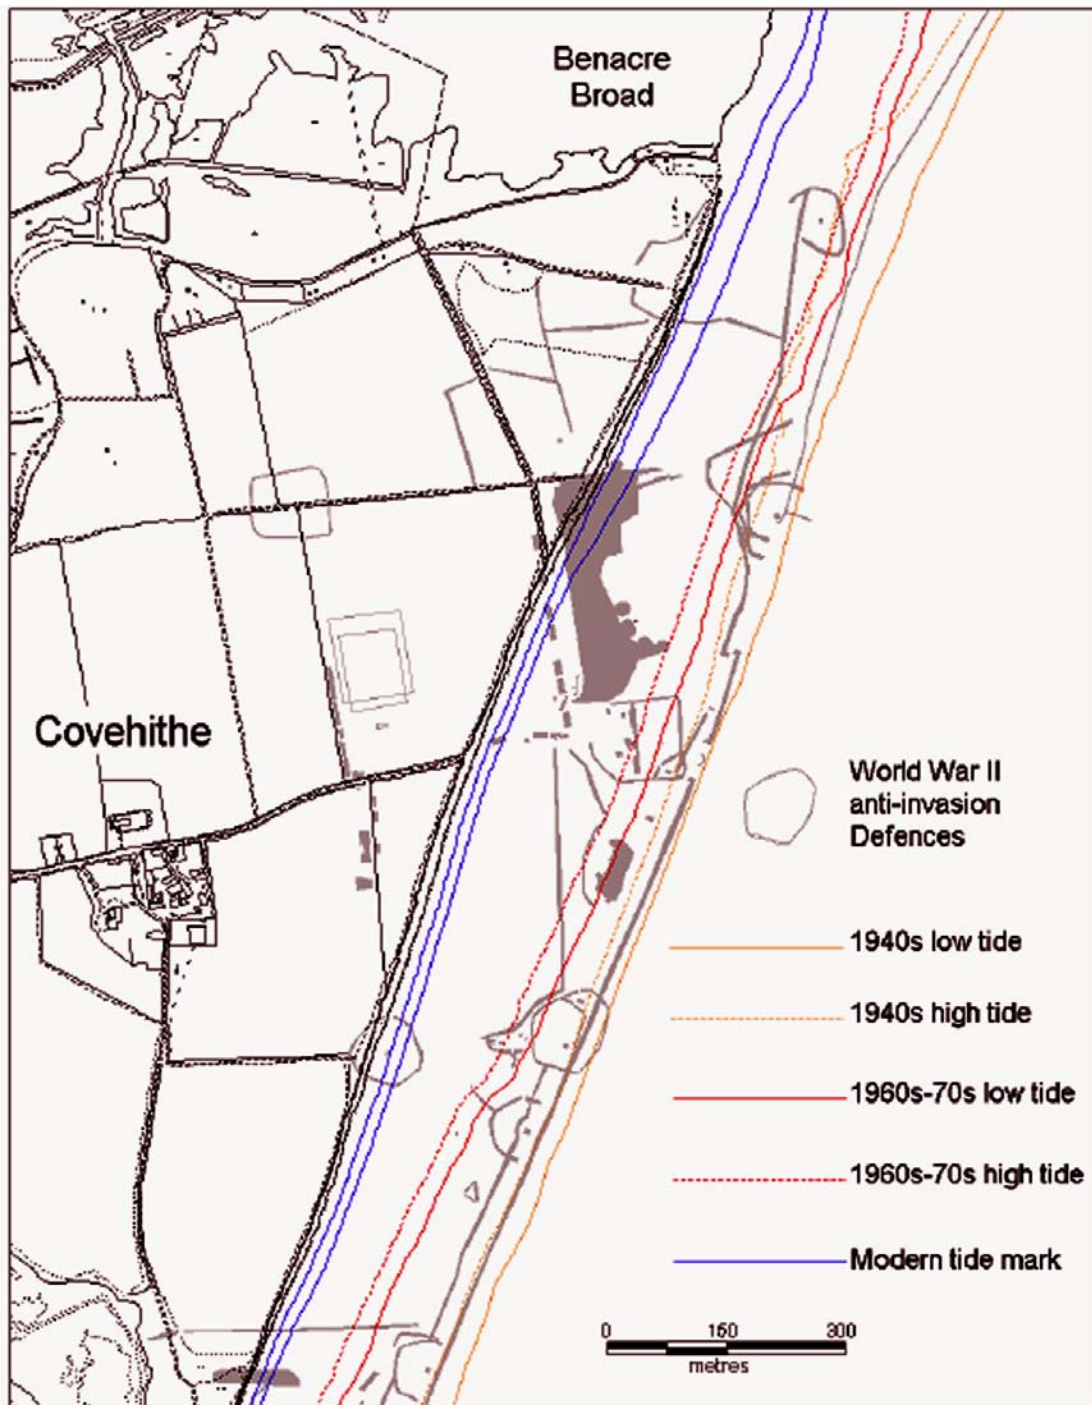 Benacre
Broad
Covehithe
World War II
anti-invasion
Defences
1940s low tide
1940s high tide
1960s-70s low tide
1960s-70s high tide
Modern tide mark
0 150 300
metres